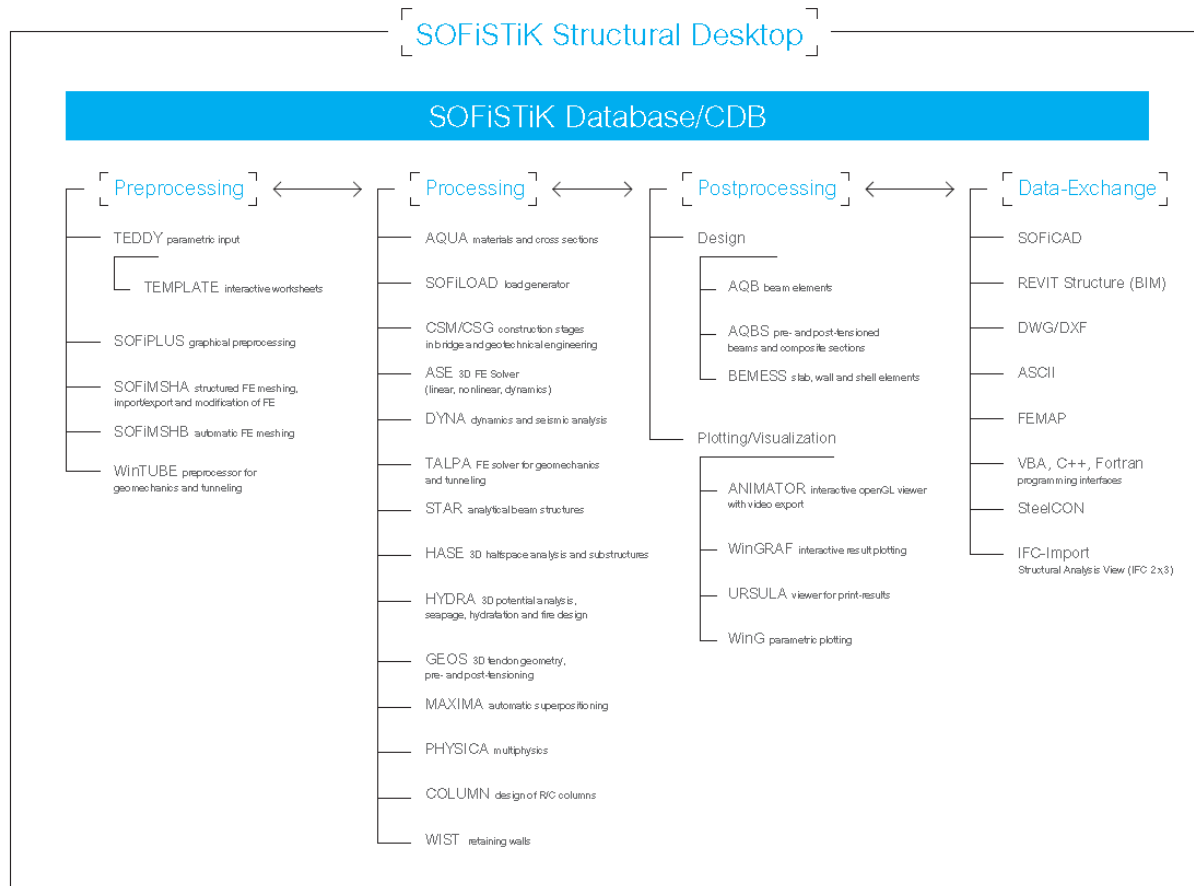 SOFiSTiK Structural Desktop
SOFiSTiK Database/CDB
Preprocessing
TEDDY parametric input
TEMPLATE interactive worksheets
SOFiPLUS graphical preprocessing
SOFiMSHA structured FE meshing,
import/export and modification of FE
SOFiMSHB automatic FE meshing
WinTUBE preprocessor for
geomechanics and tunneling
Processing
AQUA materials and cross sections
SOFiLOAD load generator
CSM/CSG construction stages
in bridge and geotechnical engineering
ASE 3D FE Solver
(linear, nonlinear, dynamics)
DYNA dynamics and seismic analysis
TALPA FE solver for geomechanics
and tunneling
STAR analytical beam structures
HASE 3D halfspace analysis and substructures
HYDRA 3D potential analysis,
seapage, hydratation and fire design
GEOS 3D tendon geometry,
pre- and post-tensioning
MAXIMA automatic superpositioning
PHYSICA multiphysics
COLUMN design of R/C columns
WIST retaining walls
Postprocessing
Design
AQB beam elements
AQBS pre- and post-tensioned
beams and composite sections
BEMESS slab, wall and shell elements
Plotting/Visualization
ANIMATOR interactive openGL viewer
with video export
WinGRAF interactive result plotting
URSULA viewer for print-results
WinG parametric plotting
Data-Exchange
SOFiCAD
REVIT Structure (BIM)
DWG/DXF
ASCII
FEMAP
VBA, C++, Fortran
programming interfaces
SteelCON
IFC-Import
Structural Analysis View (IFC 2x3)